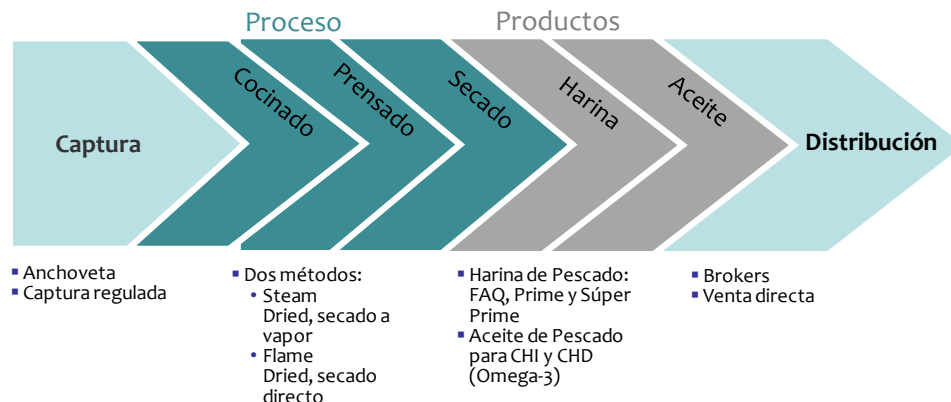 Proceso
Productos
Captura
Cocinado
Prensado
Secado
Harina
Aceite
Distribución
▪ Anchoveta
▪ Captura regulada
▪ Dos métodos:
• Steam
Dried, secado a
vapor
• Flame
Dried, secado
directo
▪ Harina de Pescado:
FAQ, Prime y Súper
Prime
▪ Aceite de Pescado
para CHI y CHD
(Omega-3)
▪ Brokers
▪ Venta directa